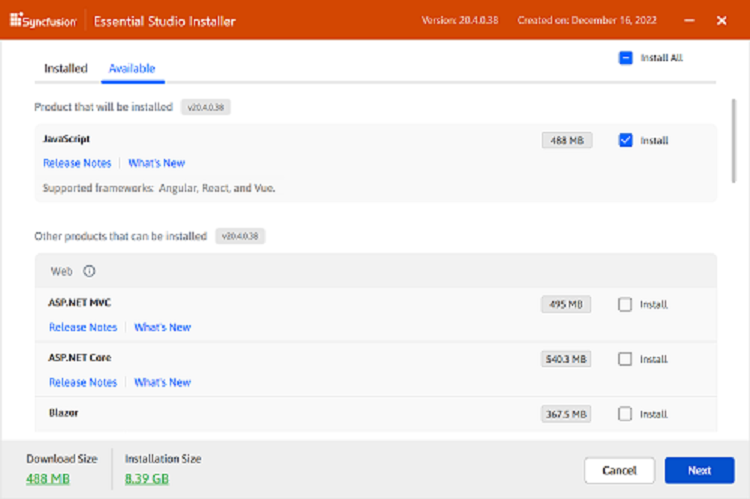 Syncfusion Essential Studio Installer Version: 20.4.0.38 Created on: December 16, 2022
Installed Available Install All
Product that will be installed v20.4.0.38
JavaScript 488 MB Install
Release Notes What's New
Supported frameworks: Angular, React, and Vue.
Other products that can be installed v20.4.0.38
Web
ASP.NET MVC 495 MB Install
Release Notes What's New
ASP.NET Core 540.3 MB Install
Release Notes What's New
Blazor 367.5 MB Install
Download Size Installation Size
488 MB 8.39 GB
Cancel Next